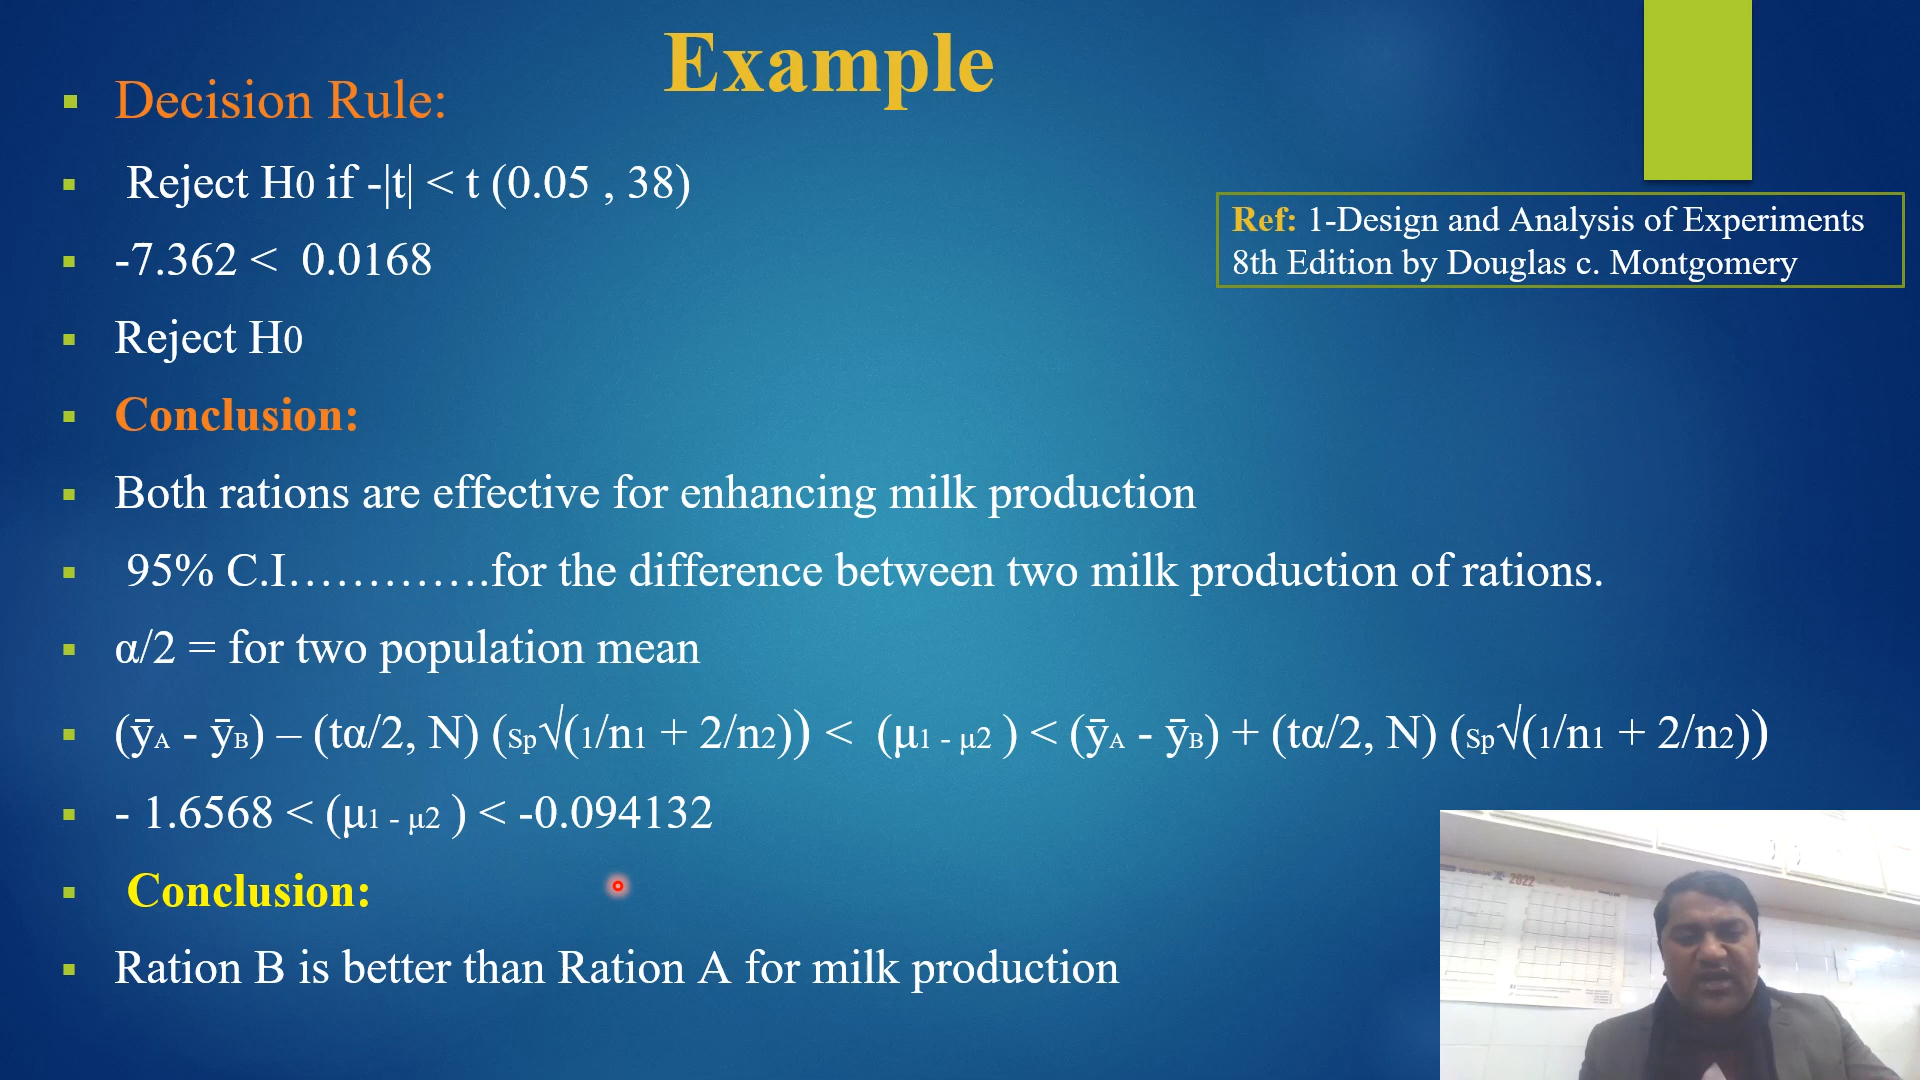 Example
Decision Rule:
Reject H0 if -|t| < t (0.05 , 38)
-7.362 < 0.0168
Reject H0
Conclusion:
Both rations are effective for enhancing milk production
95% C.I.............for the difference between two milk production of rations.
α/2 = for two population mean
(ȳA - ȳB) – (tα/2, N) (Sp√(1/n1 + 2/n2)) < (μ1 - μ2 ) < (ȳA - ȳB) + (tα/2, N) (Sp√(1/n1 + 2/n2))
- 1.6568 < (μ1 - μ2 ) < -0.094132
Conclusion:
Ration B is better than Ration A for milk production
Ref: 1-Design and Analysis of Experiments
8th Edition by Douglas c. Montgomery
2022